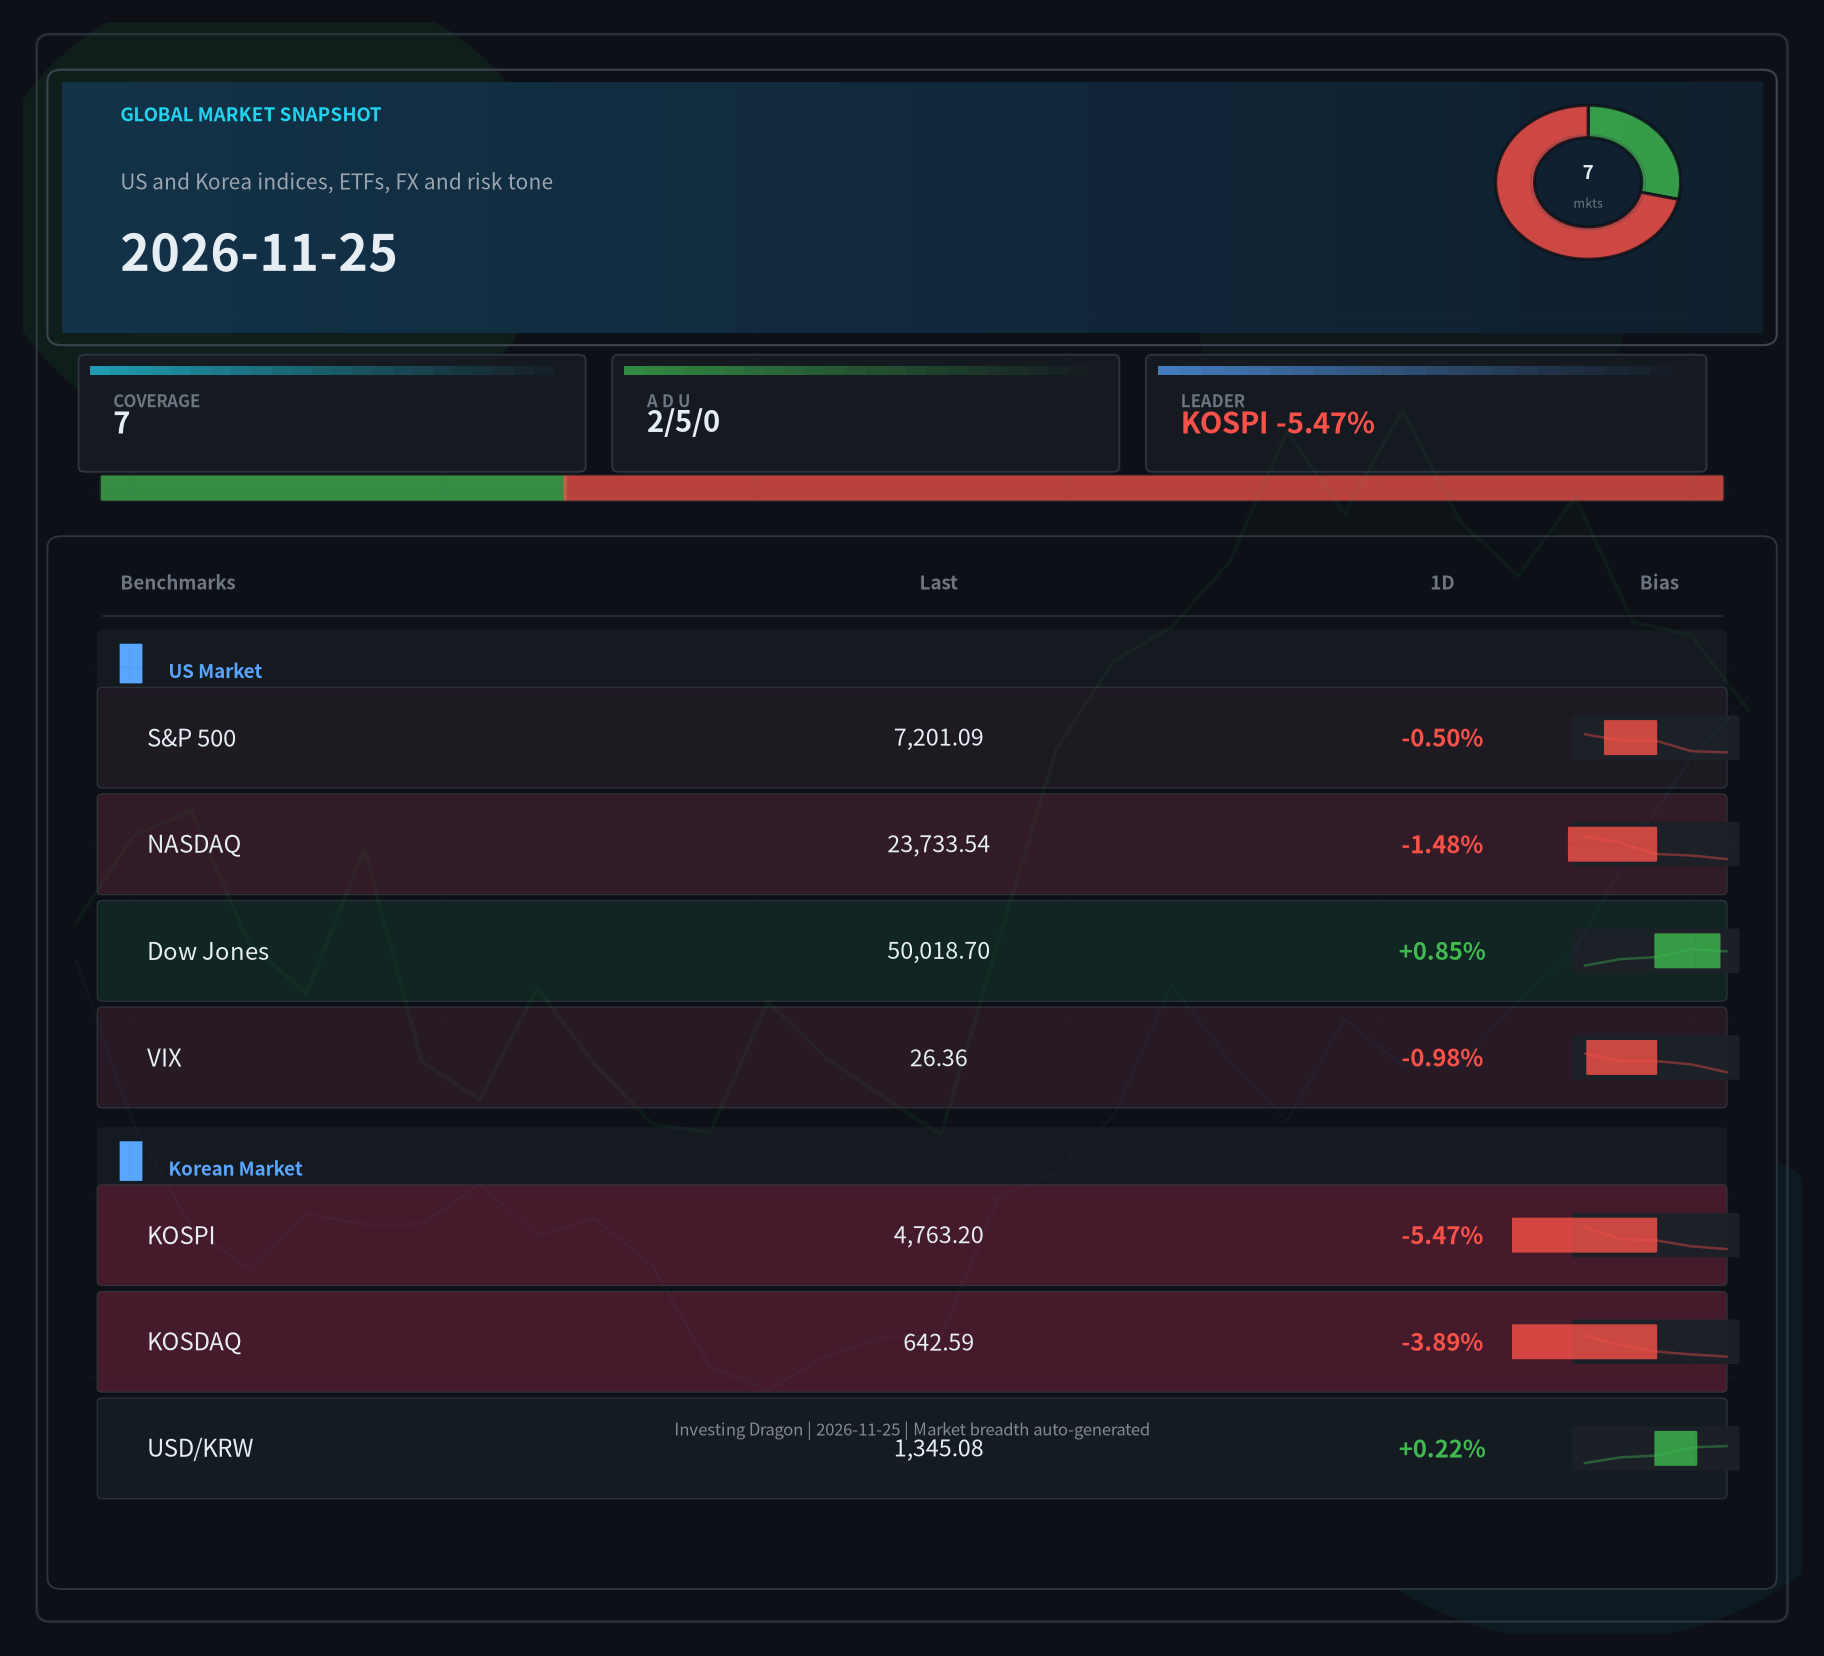 GLOBAL MARKET SNAPSHOT
US and Korea indices, ETFs, FX and risk tone
2026-11-25
7
mkts
COVERAGE
7
A D U
2/5/0
LEADER
KOSPI -5.47%
Benchmarks Last 1D Bias
US Market
S&P 500 7,201.09 -0.50%
NASDAQ 23,733.54 -1.48%
Dow Jones 50,018.70 +0.85%
VIX 26.36 -0.98%
Korean Market
KOSPI 4,763.20 -5.47%
KOSDAQ 642.59 -3.89%
Investing Dragon | 2026-11-25 | Market breadth auto-generated
USD/KRW 1,345.08 +0.22%